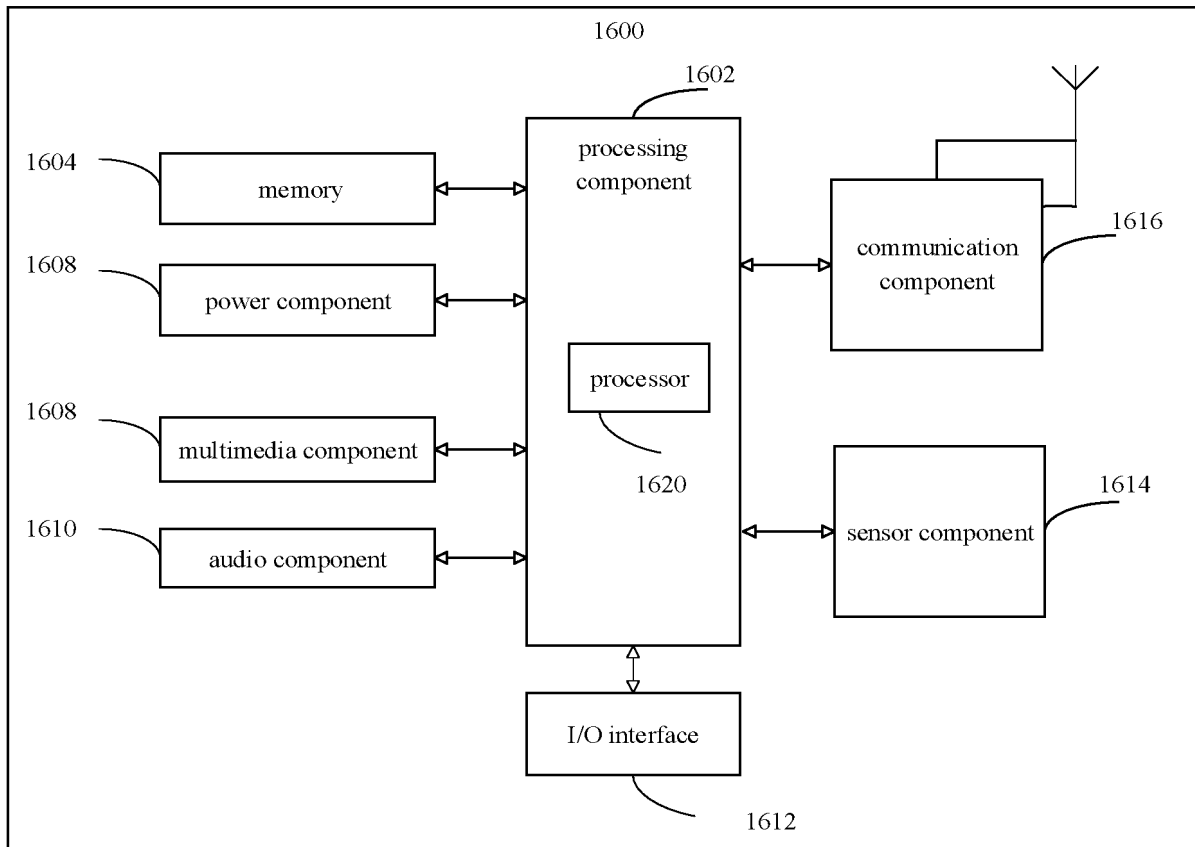 1600
1602
processing
component
1604
memory
1608
power component
communication
component
1616
processor
1620
1608
multimedia component
1610
audio component
sensor component
1614
I/O interface
1612